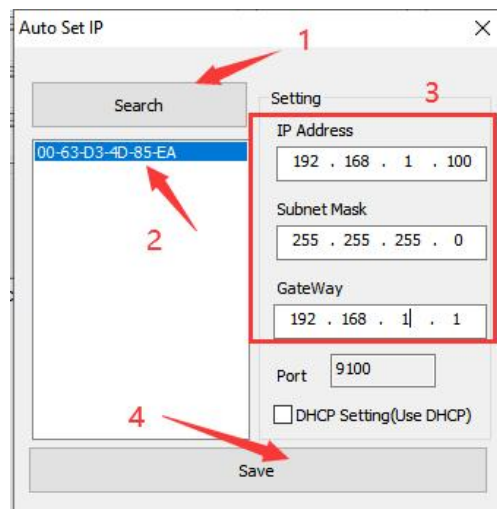 Auto Set IP
1
Search
Setting
3
IP Address
00-63-D3-4D-85-EA
192 . 168 . 1 . 100
2
Subnet Mask
255 . 255 . 255 . 0
GateWay
192 . 168 . 1 . 1
Port 9100
4
DHCP Setting(Use DHCP)
Save